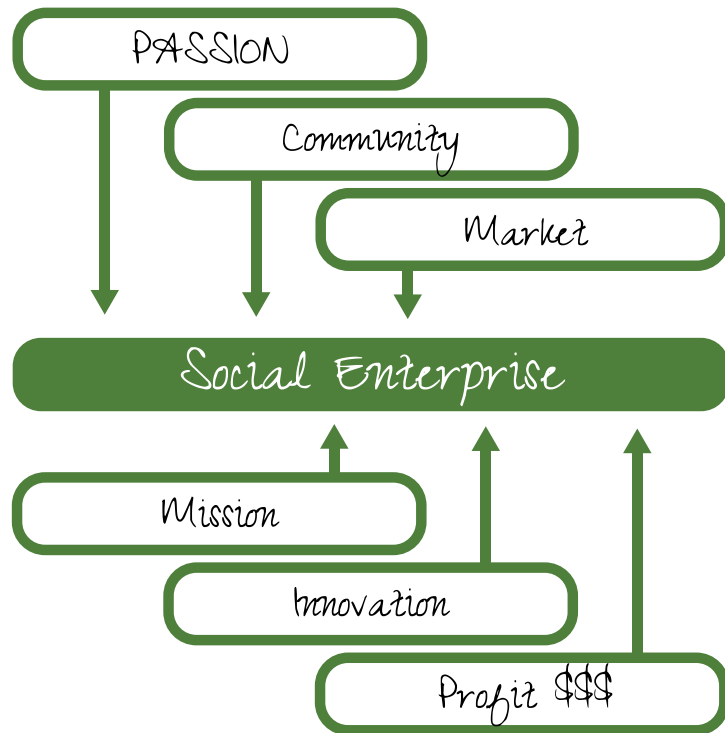 PASSION
Community
Market
Social Enterprise
Mission
Innovation
Profit $$$